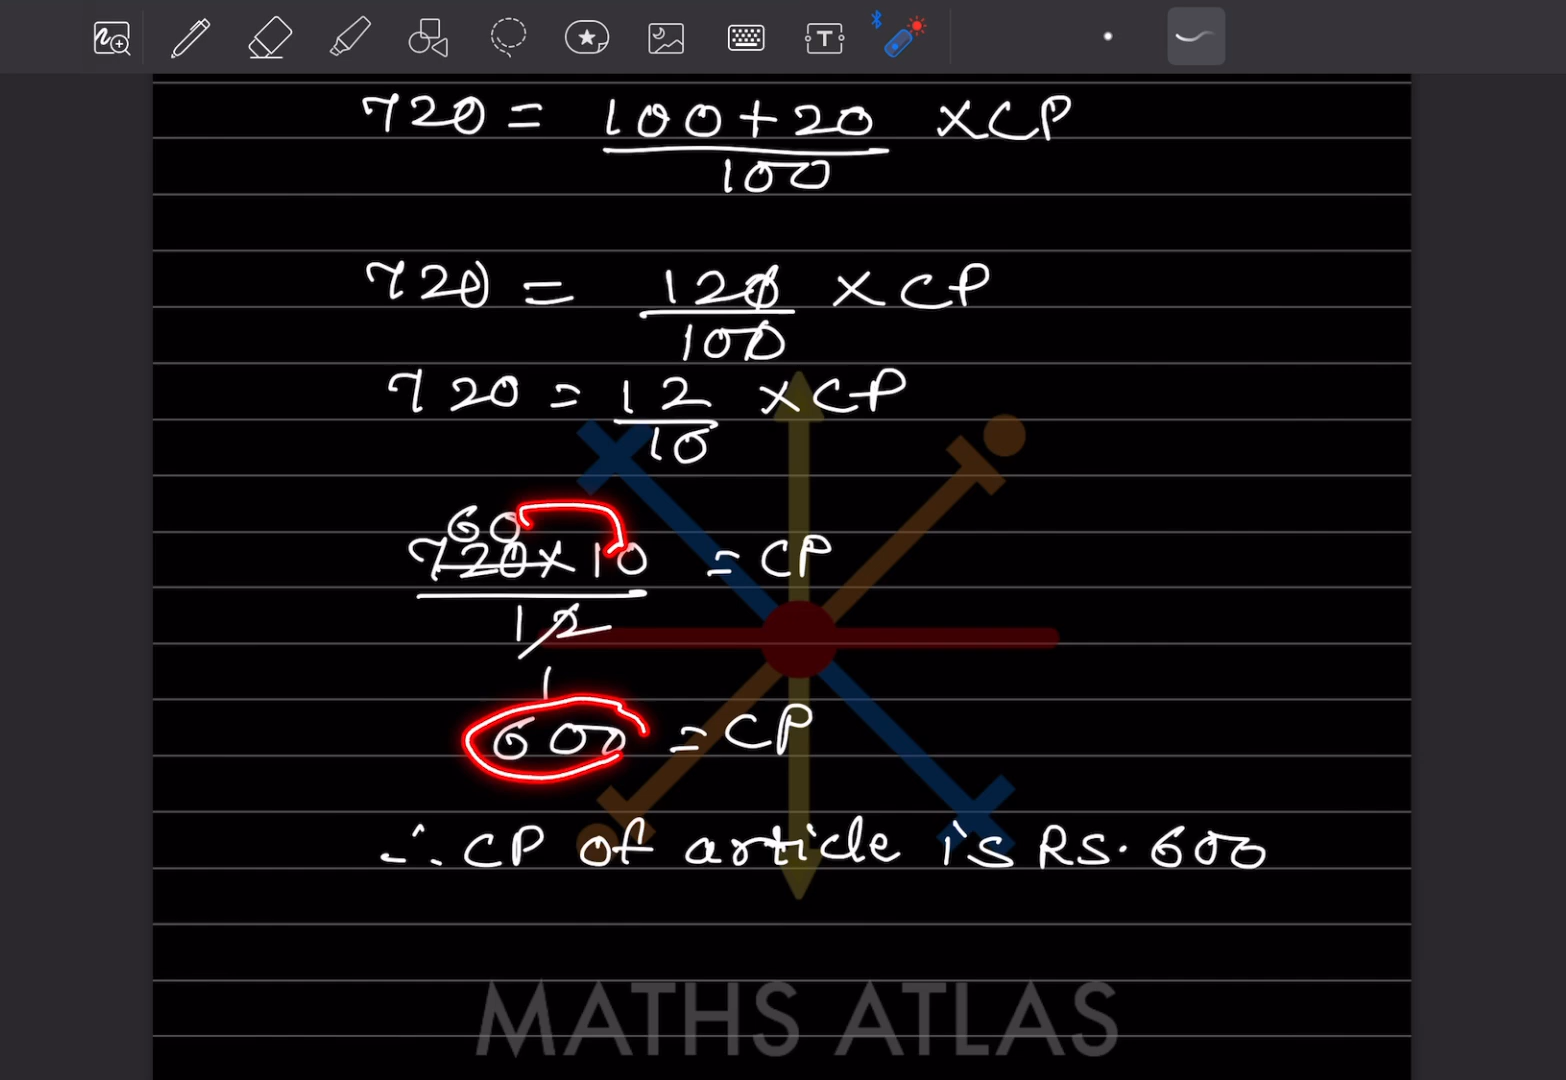 720 = 100+20 × CP
100
720 = 120 × CP
100
720 = 12 × CP
10
60
720 × 10 = CP
12
1
600 = CP
∴ CP of article is RS. 600
MATHS ATLAS